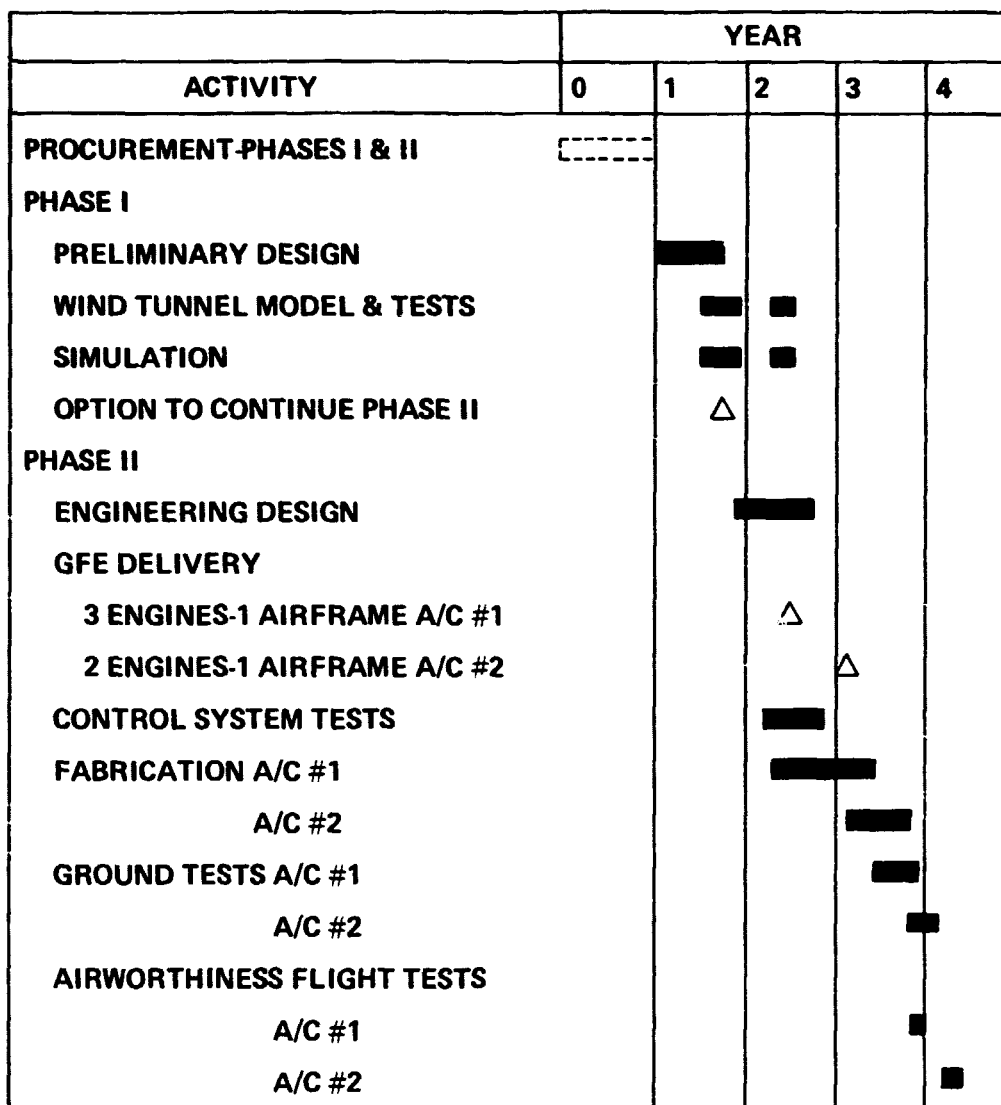 YEAR
ACTIVITY 0 1 2 3 4
PROCUREMENT-PHASES I & II
PHASE I
PRELIMINARY DESIGN
WIND TUNNEL MODEL & TESTS
SIMULATION
OPTION TO CONTINUE PHASE II
PHASE II
ENGINEERING DESIGN
GFE DELIVERY
3 ENGINES-1 AIRFRAME A/C #1
2 ENGINES-1 AIRFRAME A/C #2
CONTROL SYSTEM TESTS
FABRICATION A/C #1
A/C #2
GROUND TESTS A/C #1
A/C #2
AIRWORTHINESS FLIGHT TESTS
A/C #1
A/C #2